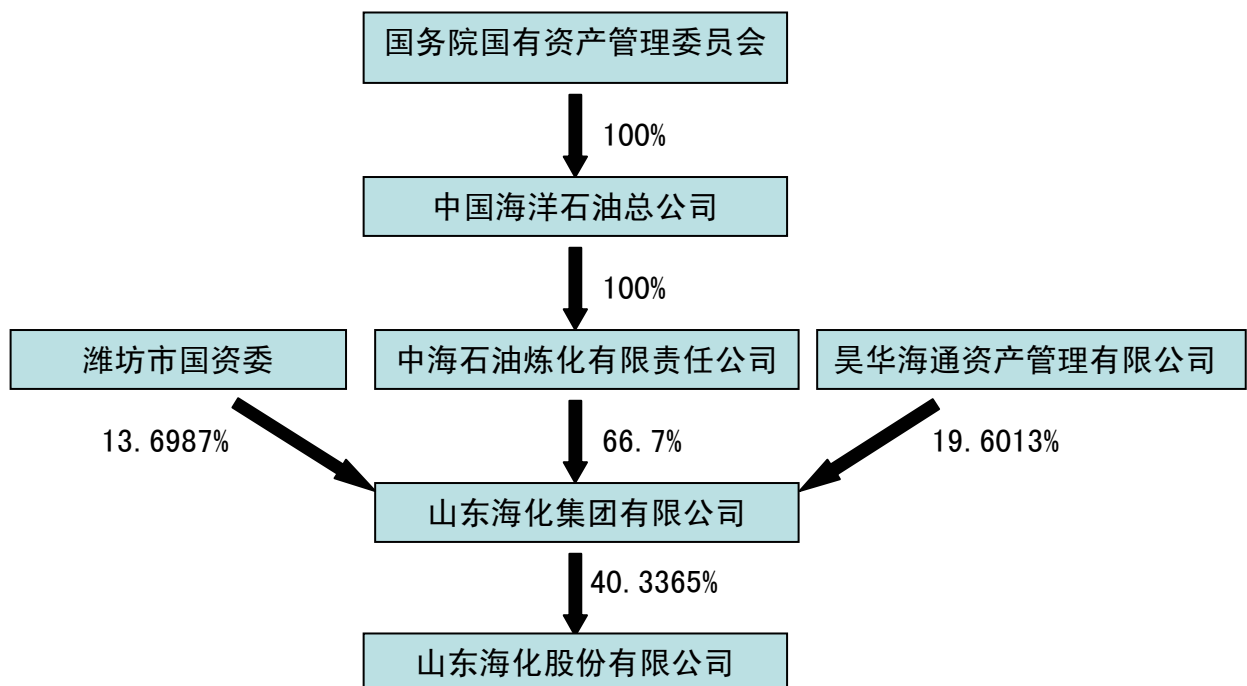 国务院国有资产管理委员会
100%
中国海洋石油总公司
100%
潍坊市国资委
中海石油炼化有限责任公司
昊华海通资产管理有限公司
13.6987%
66.7%
19.6013%
山东海化集团有限公司
40.3365%
山东海化股份有限公司